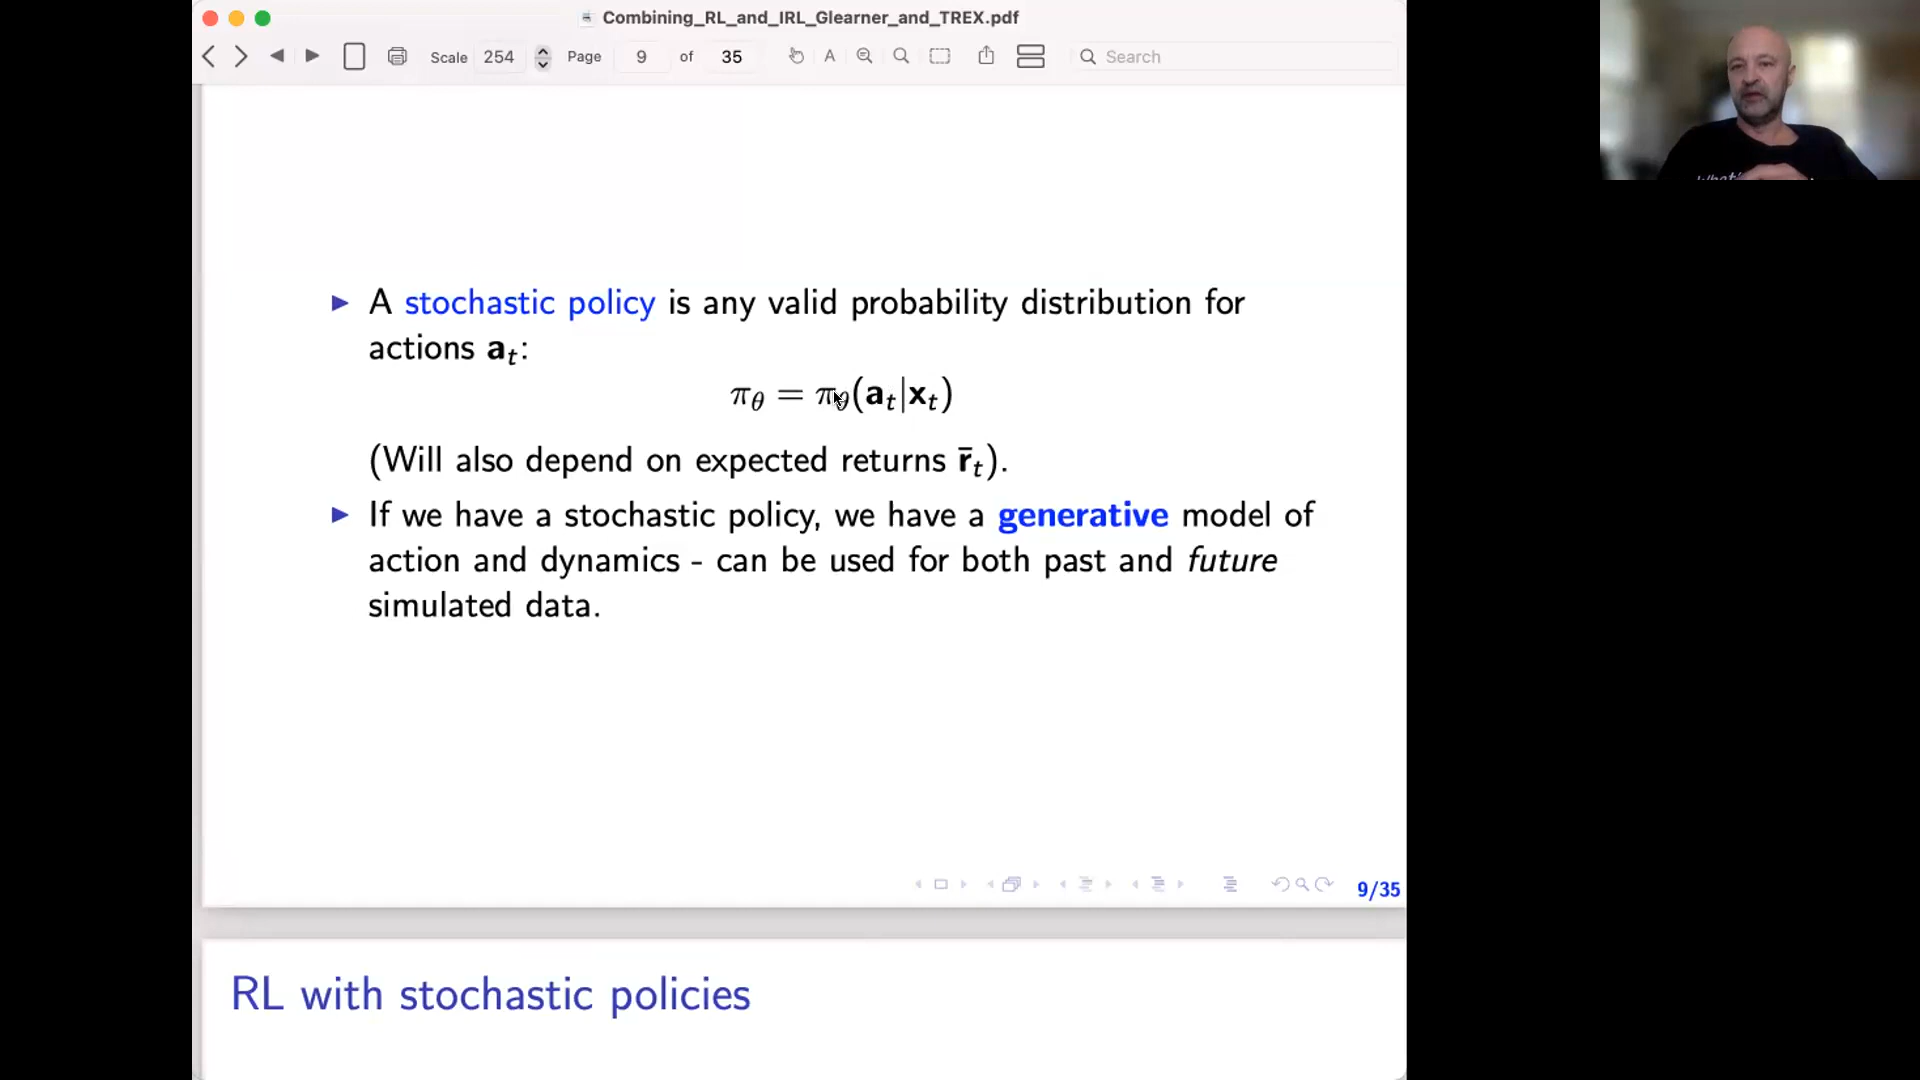 Combining_RL_and_IRL_Glearner_and_TREX.pdf
Scale 254 Page 9 of 35 A Search
A stochastic policy is any valid probability distribution for
actions a_t:
π_θ = π_θ(a_t|x_t)
(Will also depend on expected returns r̄_t).
If we have a stochastic policy, we have a generative model of
action and dynamics - can be used for both past and future
simulated data.
9/35
RL with stochastic policies